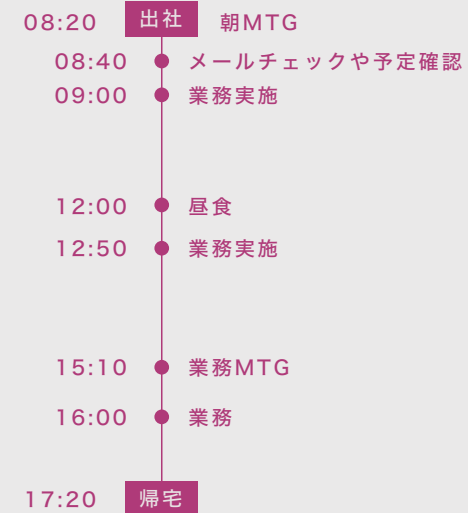 08:20 出社 朝MTG
08:40 メールチェックや予定確認
09:00 業務実施
12:00 昼食
12:50 業務実施
15:10 業務MTG
16:00 業務
17:20 帰宅